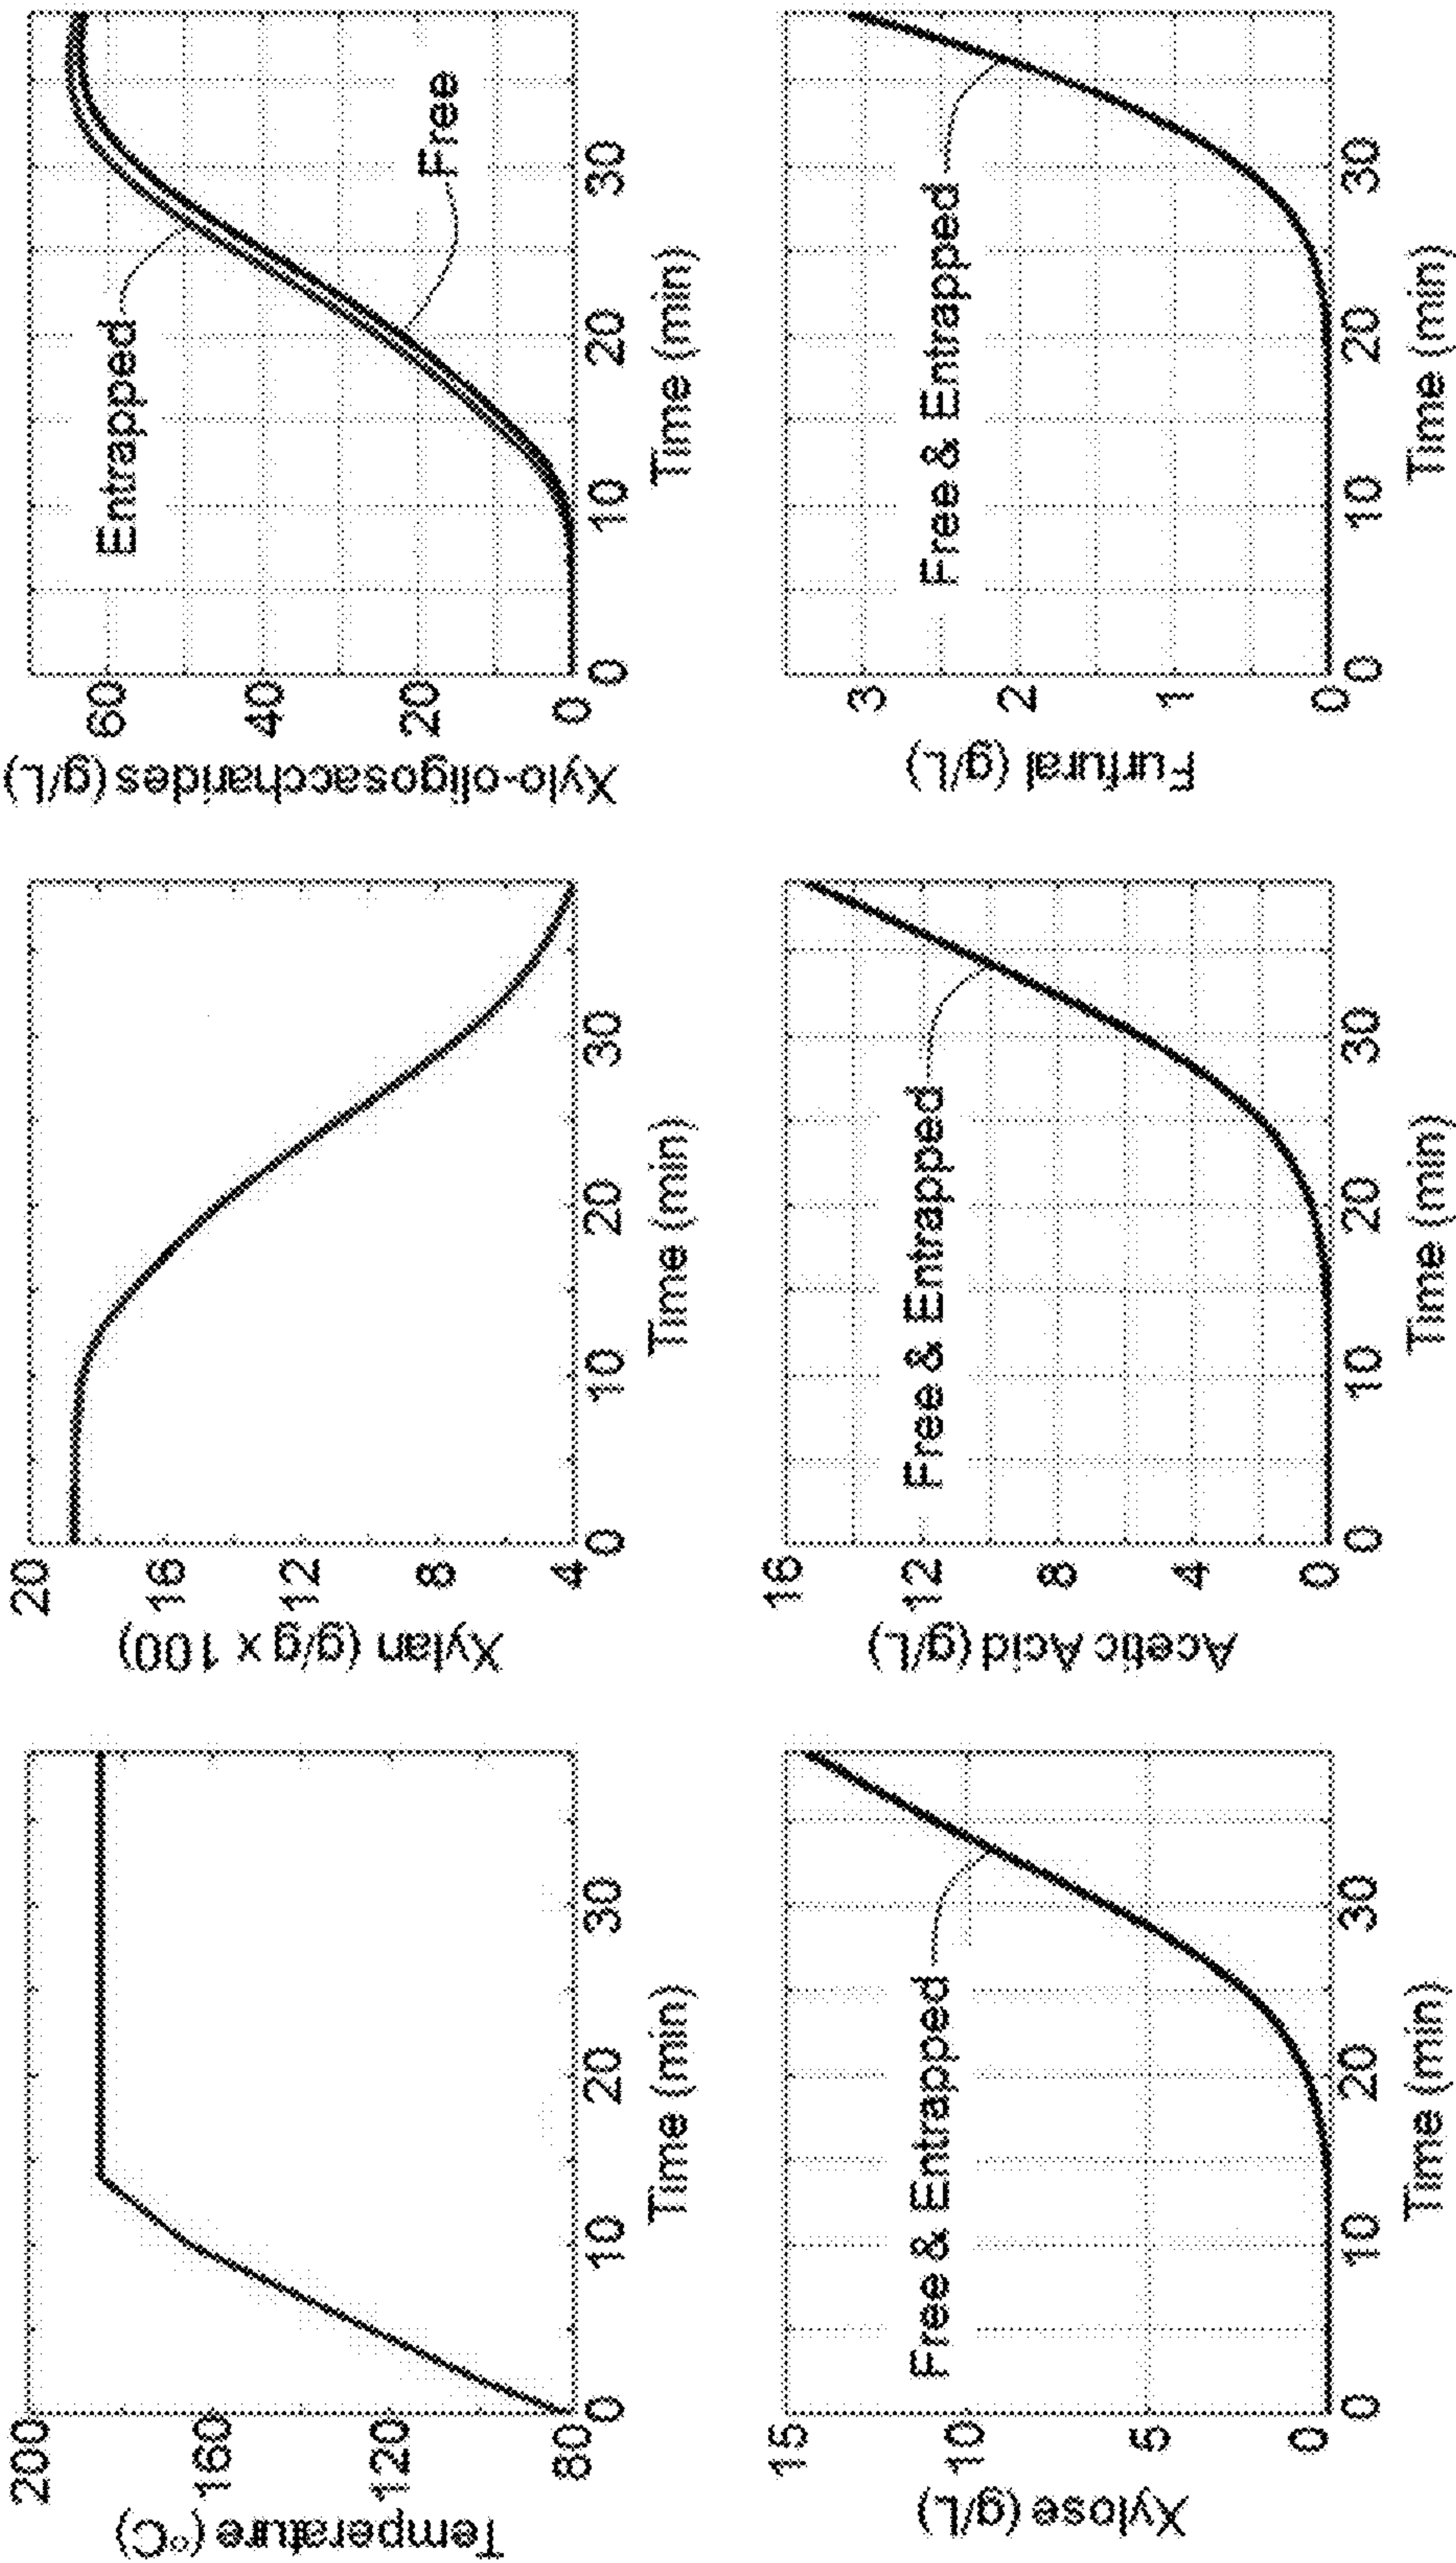 Temperature (°C)
200
160
120
80
0
10
20
30
Time (min)
Xylan (g/g x 100)
20
16
12
8
4
0
10
20
30
Time (min)
Xylo-oligosaccharides (g/L)
60
40
20
0
Entrapped
Free
0
10
20
30
Time (min)
Xylose (g/L)
15
10
5
0
Free & Entrapped
0
10
20
30
Time (min)
Acetic Acid (g/L)
16
12
8
4
0
Free & Entrapped
0
10
20
30
Time (min)
Furfural (g/L)
3
2
1
0
Free & Entrapped
0
10
20
30
Time (min)